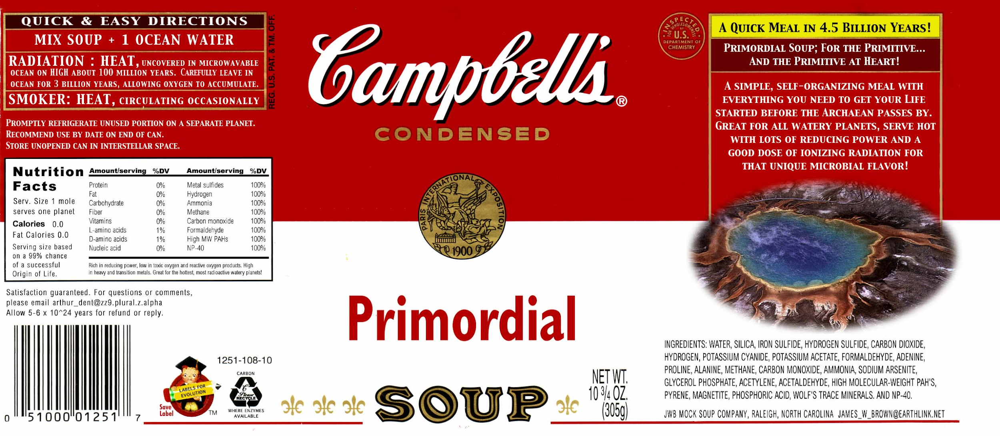 QUICK & EASY DIRECTIONS
MIX SOUP + 1 OCEAN WATER
RADIATION : HEAT, UNCOVERED IN MICROWAVABLE
OCEAN ON HIGH ABOUT 100 MILLION YEARS. CAREFULLY LEAVE IN
OCEAN FOR 3 BILLION YEARS, ALLOWING OXYGEN TO ACCUMULATE.
SMOKER: HEAT, CIRCULATING OCCASIONALLY
REG. U.S. PAT. & TM. OFF.
PROMPTLY REFRIGERATE UNUSED PORTION ON A SEPARATE PLANET.
RECOMMEND USE BY DATE ON END OF CAN.
STORE UNOPENED CAN IN INTERSTELLAR SPACE.
Nutrition
Facts
Serv. Size 1 mole
serves one planet
Calories 0.0
Fat Calories 0.0
Serving size based
on a 99% chance
of a successful
Origin of Life.
Amount/serving %DV Amount/serving %DV
Protein 0% Metal sulfides 100%
Fat 0% Hydrogen 100%
Carbohydrate 0% Ammonia 100%
Fiber 0% Methane 100%
Vitamins 0% Carbon monoxide 100%
L-amino acids 1% Formaldehyde 100%
D-amino acids 1% High MW PAHs 100%
Nucleic acid 0% NP-40 100%
Rich in reducing power, low in toxic oxygen and reactive oxygen products. High
in heavy and transition metals. Great for the hottest, most radioactive watery planets!
Satisfaction guaranteed. For questions or comments,
please email arthur_dent@zz9.plural.z.alpha
Allow 5-6 x 10^24 years for refund or reply.
0 51000 01251 7
1251-108-10
LABELS FOR
EVOLUTION
Save
Label
TM
CARBON
Please
RECYCLE
WHERE ENZYMES
AVAILABLE
Campbell's®
CONDENSED
PARIS INTERNATIONAL EXPOSITION
1900
Primordial
SOUP
NET WT.
10 3/4 OZ.
(305g)
INSPECTED
FOR WHOLESOMENESS
BY
U.S.
DEPARTMENT OF
CHEMISTRY
A QUICK MEAL IN 4.5 BILLION YEARS!
PRIMORDIAL SOUP; FOR THE PRIMITIVE...
AND THE PRIMITIVE AT HEART!
A SIMPLE, SELF-ORGANIZING MEAL WITH
EVERYTHING YOU NEED TO GET YOUR LIFE
STARTED BEFORE THE ARCHAEAN PASSES BY.
GREAT FOR ALL WATERY PLANETS, SERVE HOT
WITH LOTS OF REDUCING POWER AND A
GOOD DOSE OF IONIZING RADIATION FOR
THAT UNIQUE MICROBIAL FLAVOR!
INGREDIENTS: WATER, SILICA, IRON SULFIDE, HYDROGEN SULFIDE, CARBON DIOXIDE,
HYDROGEN, POTASSIUM CYANIDE, POTASSIUM ACETATE, FORMALDEHYDE, ADENINE,
PROLINE, ALANINE, METHANE, CARBON MONOXIDE, AMMONIA, SODIUM ARSENITE,
GLYCEROL PHOSPHATE, ACETYLENE, ACETALDEHYDE, HIGH MOLECULAR-WEIGHT PAH'S,
PYRENE, MAGNETITE, PHOSPHORIC ACID, WOLF'S TRACE MINERALS. AND NP-40.
JWB MOCK SOUP COMPANY, RALEIGH, NORTH CAROLINA JAMES_W_BROWN@EARTHLINK.NET